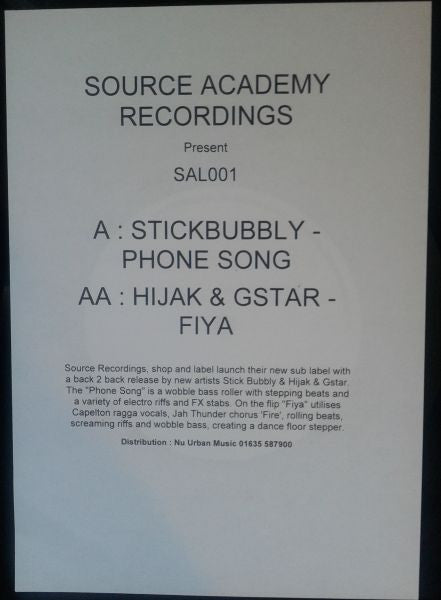 SOURCE ACADEMY
RECORDINGS
Present
SAL001
A : STICKBUBBLY -
PHONE SONG
AA : HIJAK & GSTAR -
FIYA
Source Recordings, shop and label launch their new sub label with
a back 2 back release by new artists Stick Bubbly & Hijak & Gstar.
The "Phone Song" is a wobble bass roller with stepping beats and
a variety of electro riffs and FX stabs. On the flip "Fiya" utilises
Capelton ragga vocals, Jah Thunder chorus 'Fire', rolling beats,
screaming riffs and wobble bass, creating a dance floor stepper.
Distribution : Nu Urban Music 01635 587900